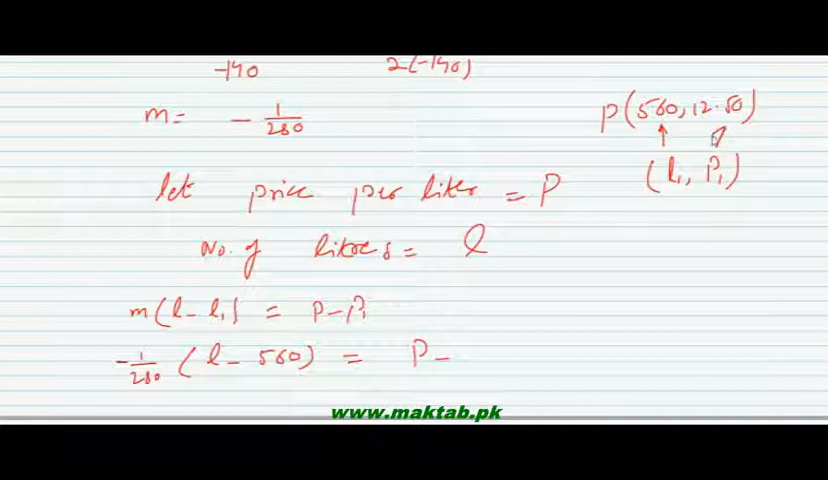 -140 2(-140)
m= - 1/280
P(560, 12.50)
(l₁, P₁)
let price per liter = P
No. of litres = l
m(l - l₁) = P - P₁
-1/280 (l - 560) = P -
www.maktab.pk